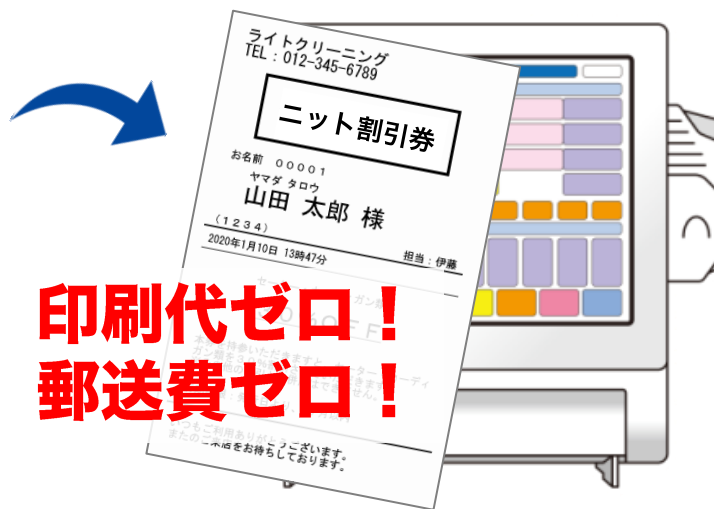 ライトクリーニング
TEL：012-345-6789
ニット割引券
お名前 ００００１
ヤマダ タロウ
山田 太郎 様
（１２３４）
2020年1月10日 13時47分 担当：伊藤
印刷代ゼロ！
郵送費ゼロ！
いつもご利用ありがとうございます。
またのご来店をお待ちしております。